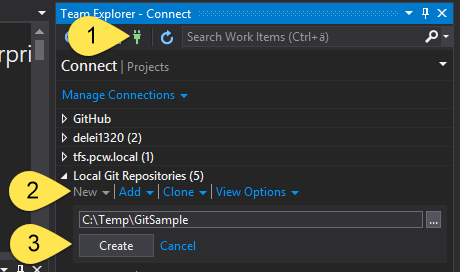 Team Explorer - Connect
1
Search Work Items (Ctrl+ä)
erpri
Connect | Projects
Manage Connections
GitHub
delei1320 (2)
tfs.pcw.local (1)
Local Git Repositories (5)
2
New | Add | Clone | View Options
C:\Temp\GitSample
...
3
Create Cancel